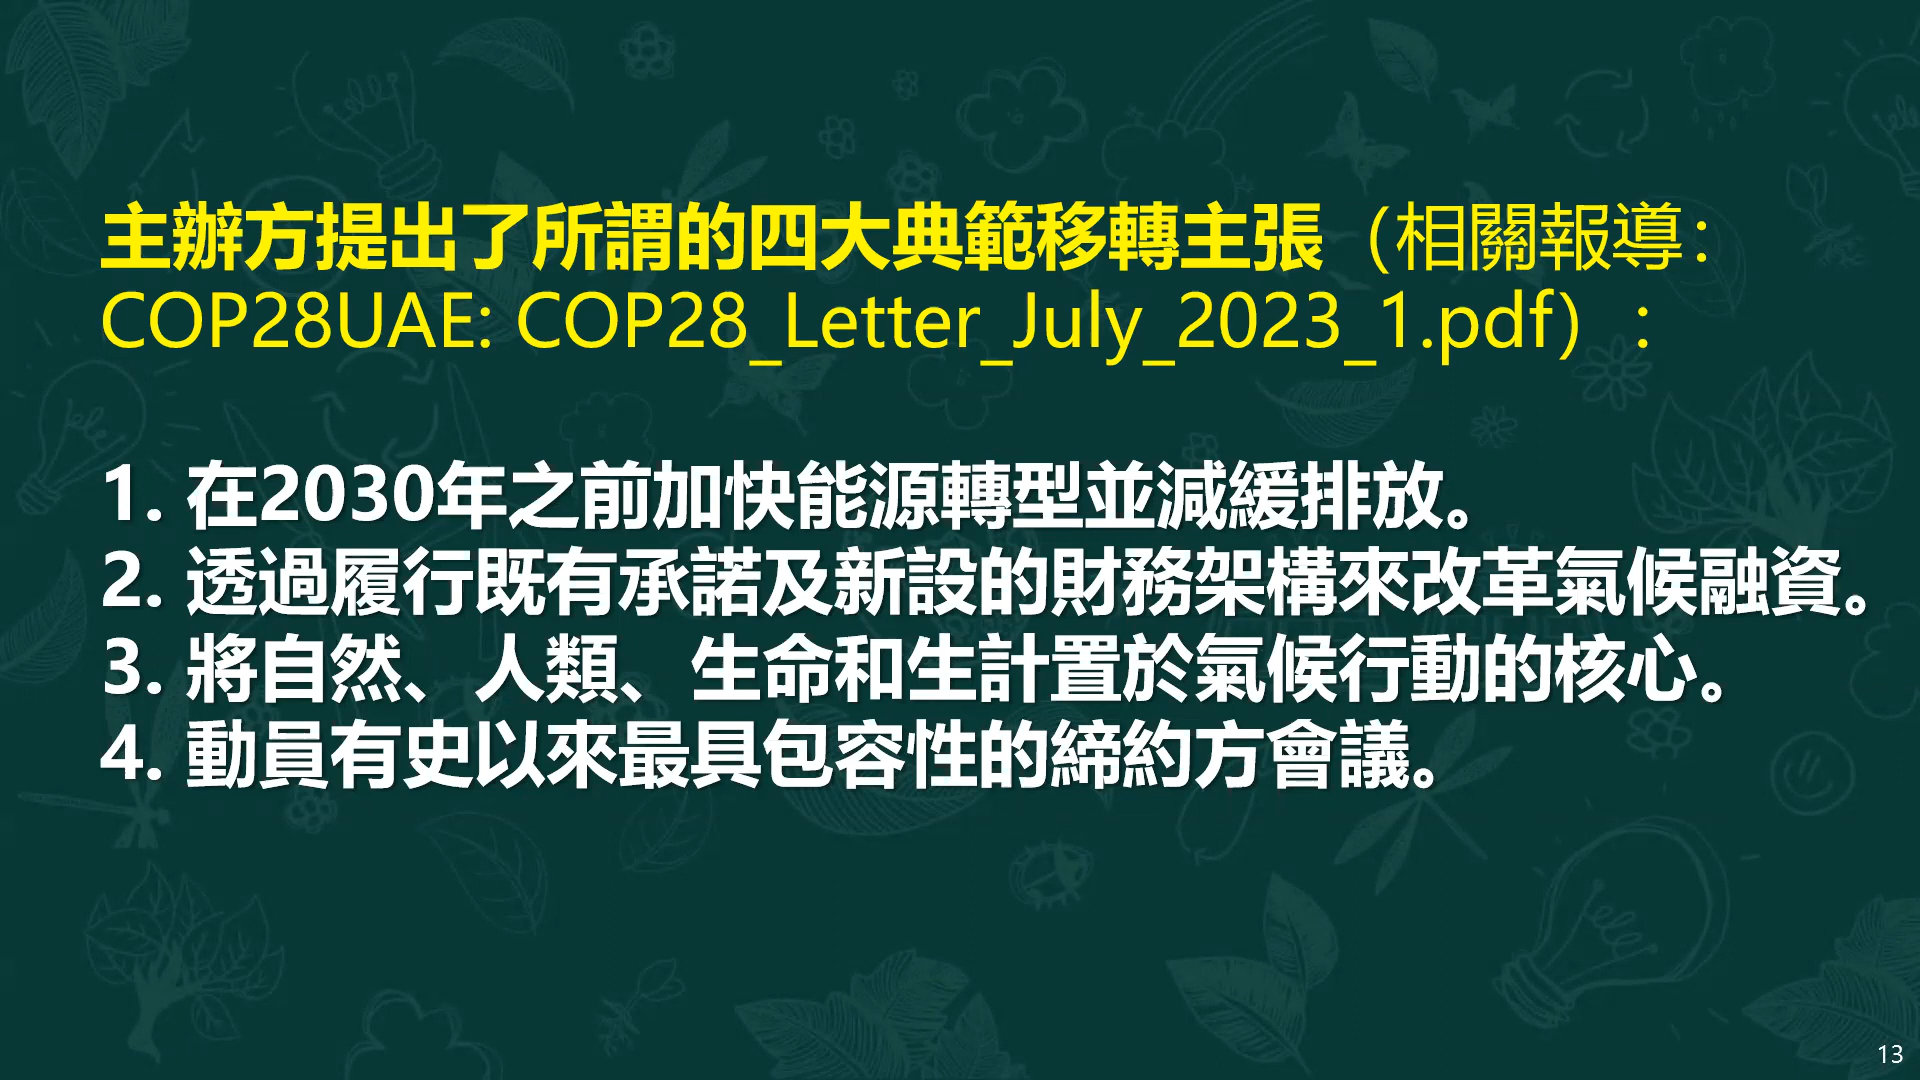 主辦方提出了所謂的四大典範移轉主張（相關報導：
COP28UAE: COP28_Letter_July_2023_1.pdf）：
1. 在2030年之前加快能源轉型並減緩排放。
2. 透過履行既有承諾及新設的財務架構來改革氣候融資。
3. 將自然、人類、生命和生計置於氣候行動的核心。
4. 動員有史以來最具包容性的締約方會議。
13